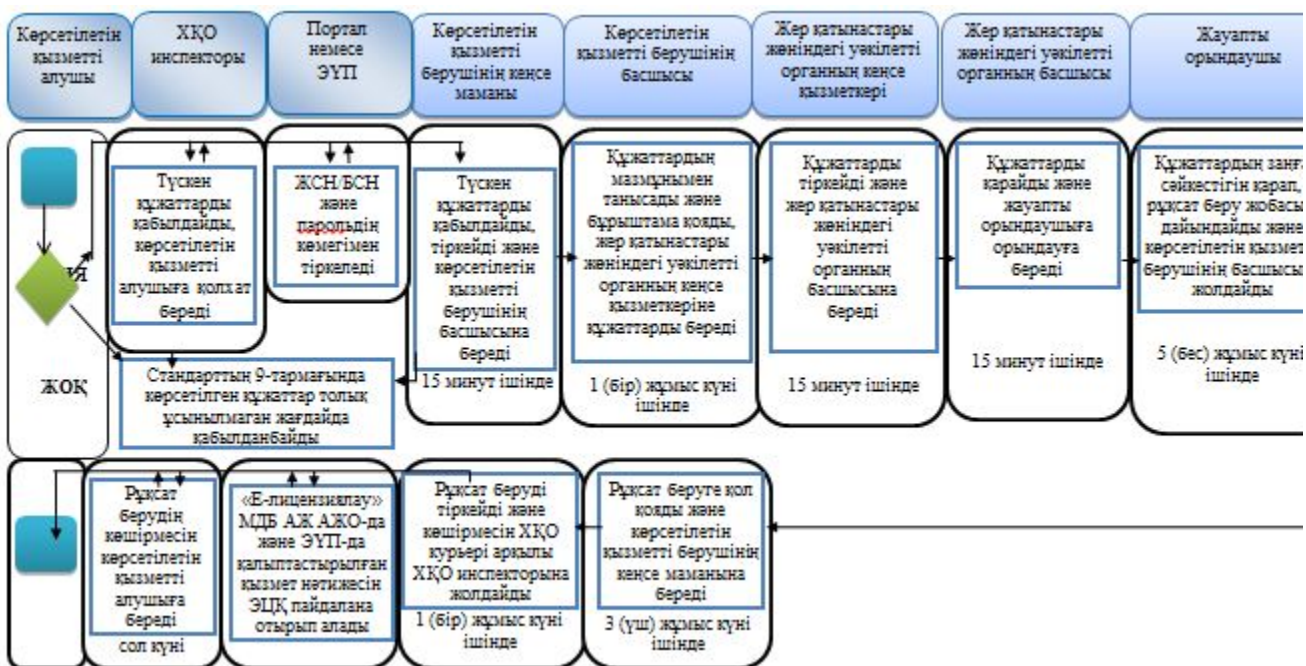 Көрсетілетін
қызметті
алушы
ХҚО
инспекторы
Портал
немесе
ЭҮП
Көрсетілетін
қызметті
берушінің кеңсе
маманы
Көрсетілетін
қызметті берушінің
басшысы
Жер қатынастары
жөніндегі уәкілетті
органның кеңсе
қызметкері
Жер қатынастары
жөніндегі уәкілетті
органның басшысы
Жауапты
орындаушы
ЖОҚ
Түскен
құжаттарды
қабылдайды,
көрсетілетін
қызметті
алушыға қолхат
береді
ЖСН/БСН
және
парольдің
көмегімен
тіркеледі
Түскен
құжаттарды
қабылдайды,
тіркейді және
көрсетілетін
қызметті
берушінің
басшысына
береді
15 минут ішінде
Құжаттардың
мазмұнымен
танысады және
бұрыштама қояды,
жер қатынастары
жөніндегі уәкілетті
органның кеңсе
қызметкеріне
құжаттарды береді
1 (бір) жұмыс күні
ішінде
Құжаттарды
тіркейді және
жер қатынастары
жөніндегі
уәкілетті
органның
басшысына
береді
15 минут ішінде
Құжаттарды
қарайды және
жауапты
орындаушыға
орындауға
береді
15 минут ішінде
Құжаттардың заңға
сәйкестігін қарап,
рұқсат беру жобасы
дайындайды және
көрсетілетін қызмет
берушінің басшысы
жолдайды
5 (бес) жұмыс күні
ішінде
Стандарттың 9-тармағында
көрсетілген құжаттар толық
ұсынылмаған жағдайда
қабылданбайды
Рұқсат
берудің
көшірмесін
көрсетілетін
қызметті
алушыға
береді
сол күні
«Е-лицензиялау»
МДБ АЖ АЖО-да
және ЭҮП-да
қалыптастырылған
қызмет нәтижесін
ЭЦҚ пайдалана
отырып алады
Рұқсат беруді
тіркейді және
көшірмесін ХҚО
курьері арқылы
ХҚО инспекторына
жолдайды
1 (бір) жұмыс күні
ішінде
Рұқсат беруге қол
қояды және
көрсетілетін
қызметті берушінің
кеңсе маманына
береді
3 (үш) жұмыс күні
ішінде